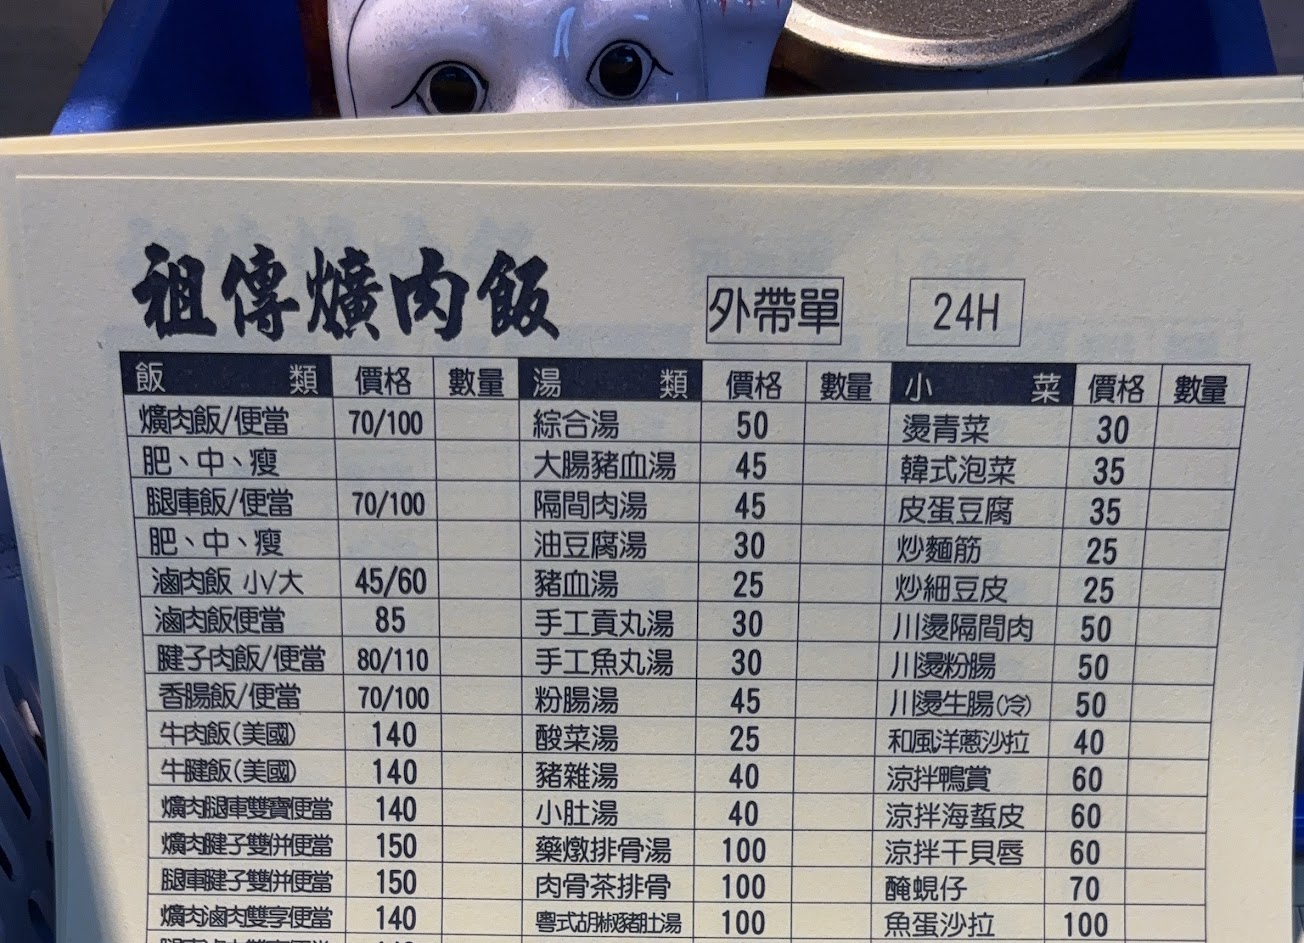 祖傳爌肉飯 外帶單 24H
飯類 價格 數量 湯類 價格 數量 小菜 價格 數量
爌肉飯/便當 70/100 綜合湯 50 燙青菜 30
肥、中、瘦 大腸豬血湯 45 韓式泡菜 35
腿庫飯/便當 70/100 隔間肉湯 45 皮蛋豆腐 35
肥、中、瘦 油豆腐湯 30 炒麵筋 25
滷肉飯 小/大 45/60 豬血湯 25 炒細豆皮 25
滷肉飯便當 85 手工貢丸湯 30 川燙隔間肉 50
腱子肉飯/便當 80/110 手工魚丸湯 30 川燙粉腸 50
香腸飯/便當 70/100 粉腸湯 45 川燙生腸(冷) 50
牛肉飯(美國) 140 酸菜湯 25 和風洋蔥沙拉 40
牛腱飯(美國) 140 豬雜湯 40 涼拌鴨賞 60
爌肉腿庫雙寶便當 140 小肚湯 40 涼拌海蜇皮 60
爌肉腱子雙併便當 150 藥燉排骨湯 100 涼拌干貝唇 60
腿庫腱子雙併便當 150 肉骨茶排骨 100 醃蜆仔 70
爌肉滷肉雙享便當 140 粵式胡椒豬肚湯 100 魚蛋沙拉 100